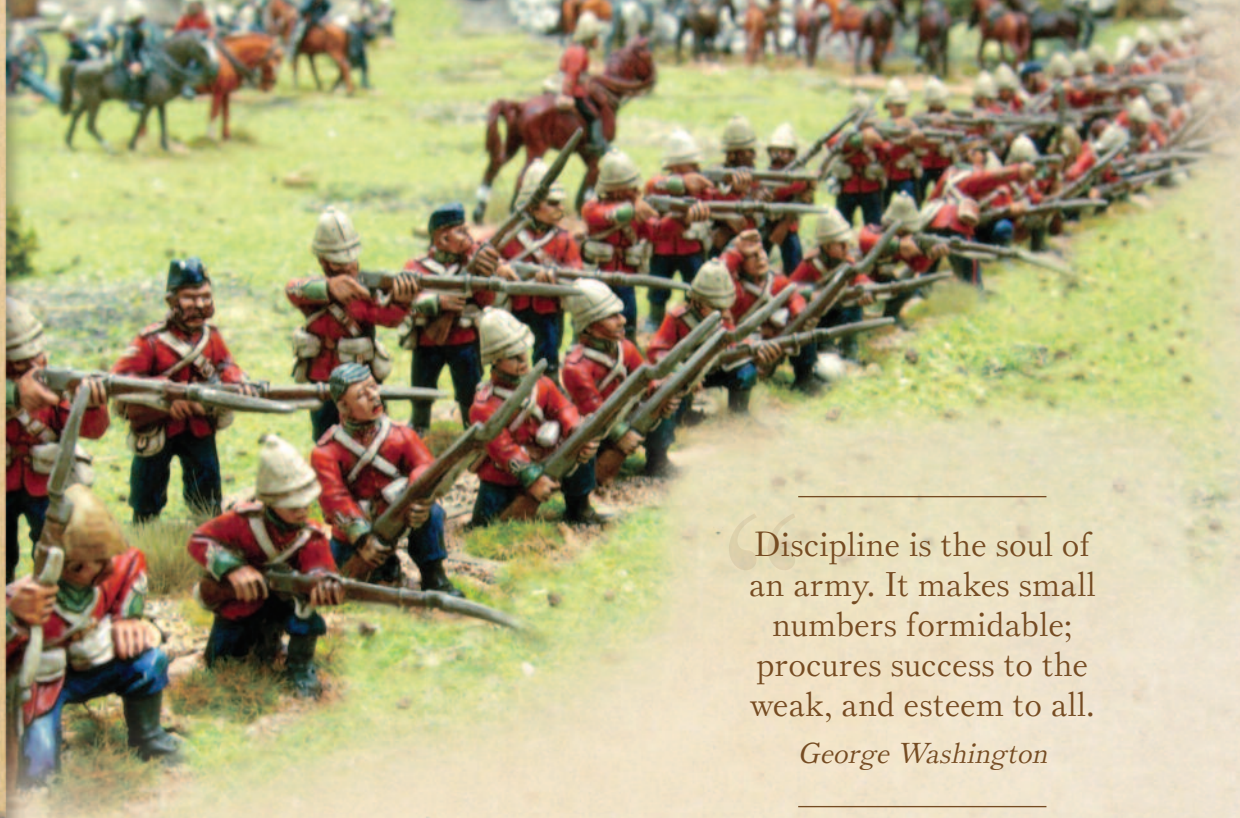 Discipline is the soul of
an army. It makes small
numbers formidable;
procures success to the
weak, and esteem to all.
George Washington